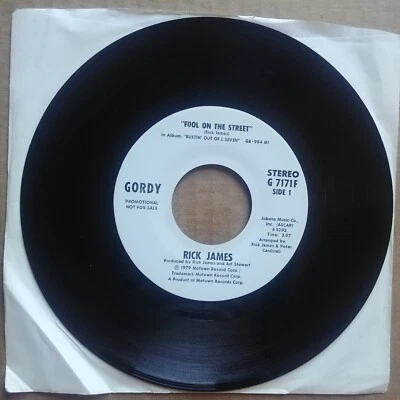 "FOOL ON THE STREET"
(Rick James)
In Album: "BUSTIN' OUT OF L SEVEN" G8-984 M1
STEREO
G 7171F
SIDE 1
GORDY
PROMOTIONAL
NOT FOR SALE
Jobete Music Co.,
Inc. (ASCAP)
Time: 3:07
Arranged by
Rick James & Peter
Cardinali
RICK JAMES
Produced by Rick James and Art Stewart
℗ 1979 Motown Record Corp.
Trademark Motown Record Corp.
A Product of Motown Records Corp.